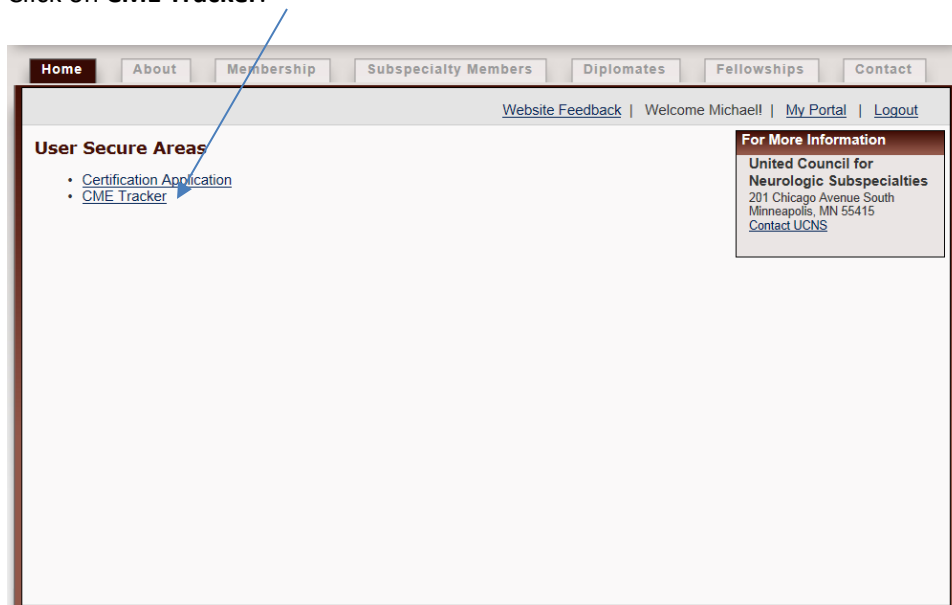 Click on CME Tracker.
Home About Membership Subspecialty Members Diplomates Fellowships Contact
Website Feedback | Welcome Michael! | My Portal | Logout
User Secure Areas
• Certification Application
• CME Tracker
For More Information
United Council for
Neurologic Subspecialties
201 Chicago Avenue South
Minneapolis, MN 55415
Contact UCNS